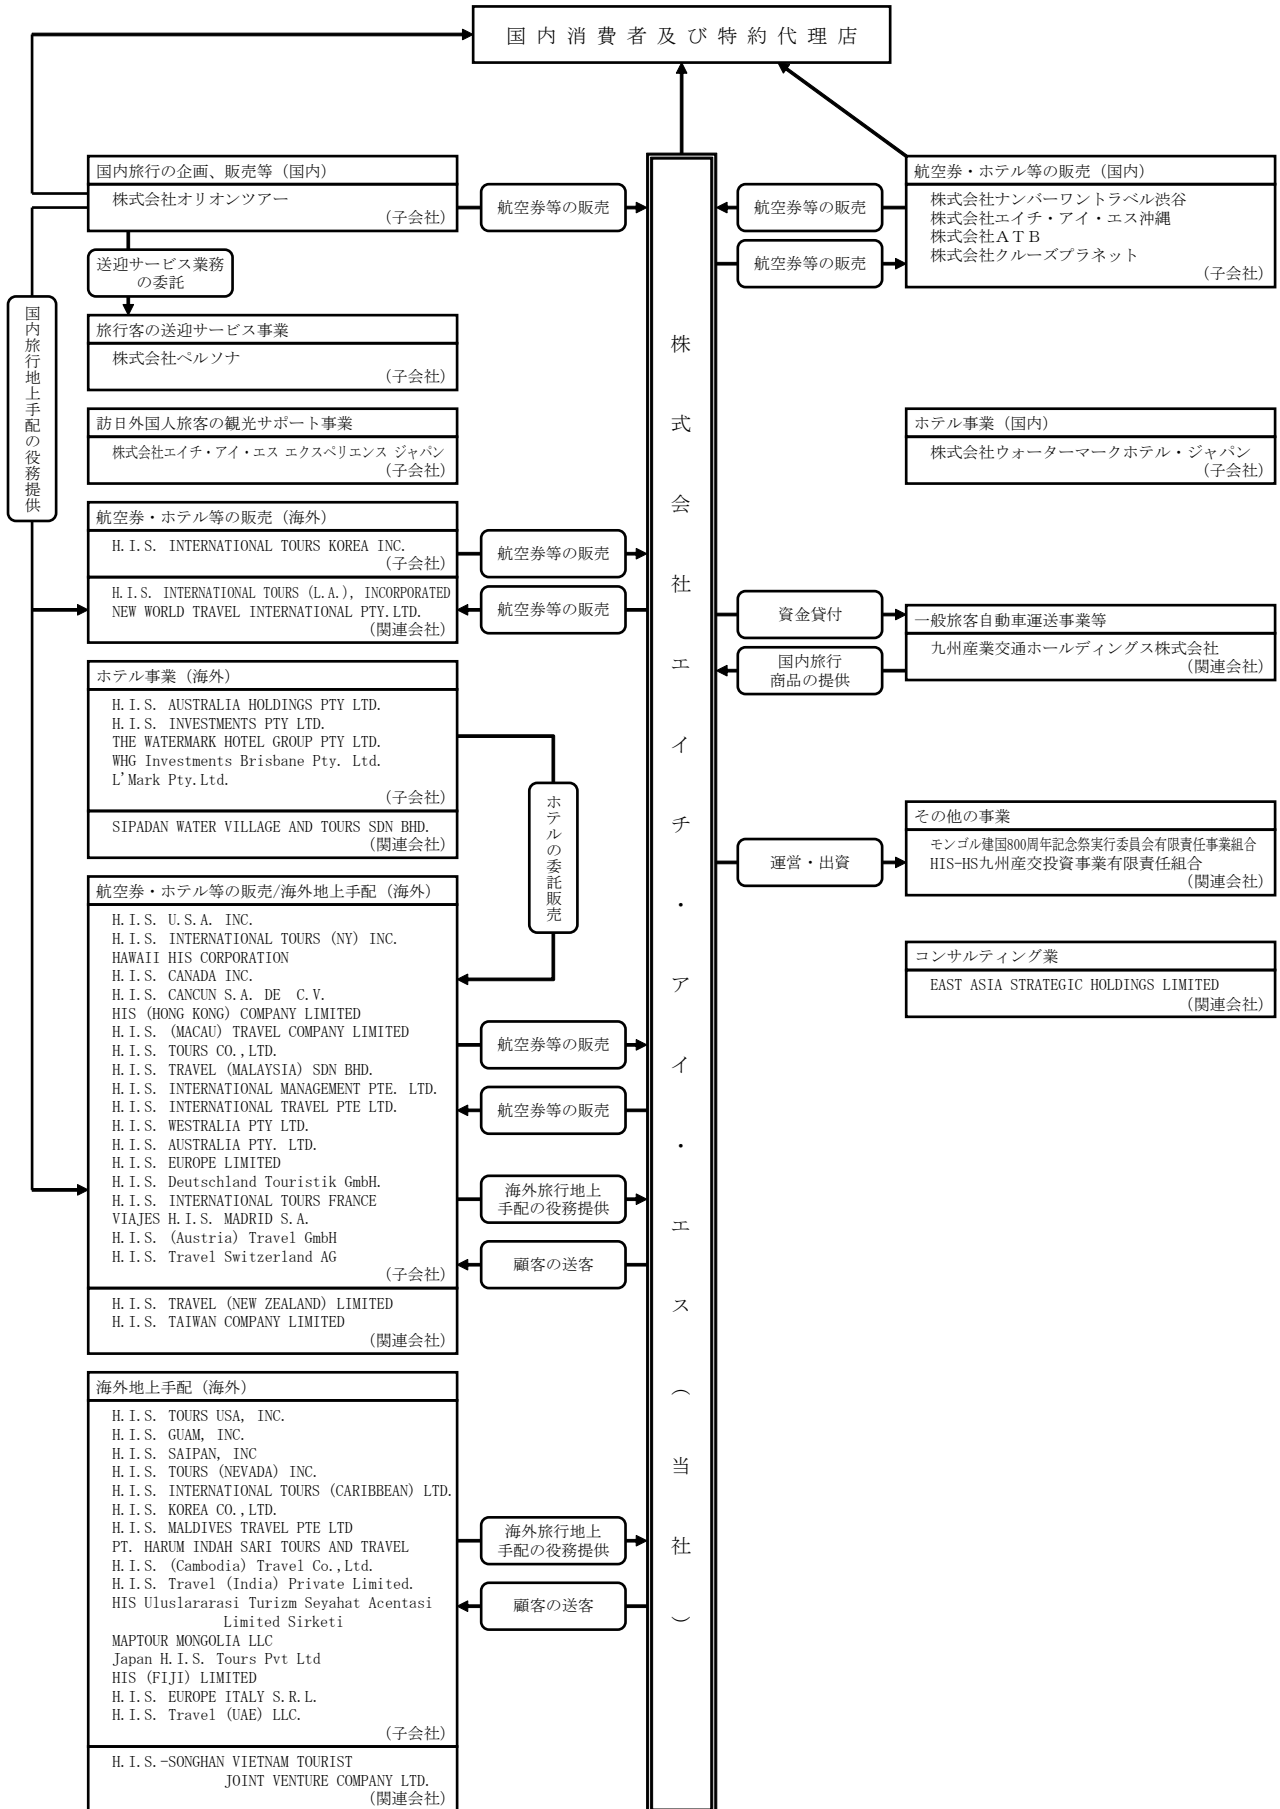 国内消費者及び特約代理店
国内旅行の企画、販売等（国内）
株式会社オリオンツアー
（子会社）
航空券等の販売
送迎サービス業務
の委託
旅行客の送迎サービス事業
株式会社ペルソナ
（子会社）
国内旅行地上手配の役務提供
訪日外国人旅客の観光サポート事業
株式会社エイチ・アイ・エス エクスペリエンス ジャパン
（子会社）
航空券・ホテル等の販売（海外）
H.I.S. INTERNATIONAL TOURS KOREA INC.
（子会社）
H.I.S. INTERNATIONAL TOURS (L.A.), INCORPORATED
NEW WORLD TRAVEL INTERNATIONAL PTY.LTD.
（関連会社）
航空券等の販売
航空券等の販売
ホテル事業（海外）
H.I.S. AUSTRALIA HOLDINGS PTY LTD.
H.I.S. INVESTMENTS PTY LTD.
THE WATERMARK HOTEL GROUP PTY LTD.
WHG Investments Brisbane Pty. Ltd.
L'Mark Pty.Ltd.
（子会社）
SIPADAN WATER VILLAGE AND TOURS SDN BHD.
（関連会社）
ホテルの委託販売
航空券・ホテル等の販売/海外地上手配（海外）
H.I.S. U.S.A. INC.
H.I.S. INTERNATIONAL TOURS (NY) INC.
HAWAII HIS CORPORATION
H.I.S. CANADA INC.
H.I.S. CANCUN S.A. DE C.V.
HIS (HONG KONG) COMPANY LIMITED
H.I.S. (MACAU) TRAVEL COMPANY LIMITED
H.I.S. TOURS CO.,LTD.
H.I.S. TRAVEL (MALAYSIA) SDN BHD.
H.I.S. INTERNATIONAL MANAGEMENT PTE. LTD.
H.I.S. INTERNATIONAL TRAVEL PTE LTD.
H.I.S. WESTRALIA PTY LTD.
H.I.S. AUSTRALIA PTY. LTD.
H.I.S. EUROPE LIMITED
H.I.S. Deutschland Touristik GmbH.
H.I.S. INTERNATIONAL TOURS FRANCE
VIAJES H.I.S. MADRID S.A.
H.I.S. (Austria) Travel GmbH
H.I.S. Travel Switzerland AG
（子会社）
H.I.S. TRAVEL (NEW ZEALAND) LIMITED
H.I.S. TAIWAN COMPANY LIMITED
（関連会社）
航空券等の販売
航空券等の販売
海外旅行地上
手配の役務提供
顧客の送客
海外地上手配（海外）
H.I.S. TOURS USA, INC.
H.I.S. GUAM, INC.
H.I.S. SAIPAN, INC
H.I.S. TOURS (NEVADA) INC.
H.I.S. INTERNATIONAL TOURS (CARIBBEAN) LTD.
H.I.S. KOREA CO.,LTD.
H.I.S. MALDIVES TRAVEL PTE LTD
PT. HARUM INDAH SARI TOURS AND TRAVEL
H.I.S. (Cambodia) Travel Co.,Ltd.
H.I.S. Travel (India) Private Limited.
HIS Uluslararasi Turizm Seyahat Acentasi
Limited Sirketi
MAPTOUR MONGOLIA LLC
Japan H.I.S. Tours Pvt Ltd
HIS (FIJI) LIMITED
H.I.S. EUROPE ITALY S.R.L.
H.I.S. Travel (UAE) LLC.
（子会社）
H.I.S.-SONGHAN VIETNAM TOURIST
JOINT VENTURE COMPANY LTD.
（関連会社）
海外旅行地上
手配の役務提供
顧客の送客
株式会社エイチ・アイ・エス（当社）
航空券・ホテル等の販売（国内）
株式会社ナンバーワントラベル渋谷
株式会社エイチ・アイ・エス沖縄
株式会社ＡＴＢ
株式会社クルーズプラネット
（子会社）
航空券等の販売
航空券等の販売
ホテル事業（国内）
株式会社ウォーターマークホテル・ジャパン
（子会社）
資金貸付
国内旅行
商品の提供
一般旅客自動車運送事業等
九州産業交通ホールディングス株式会社
（関連会社）
運営・出資
その他の事業
モンゴル建国800周年記念祭実行委員会有限責任事業組合
HIS-HS九州産交投資事業有限責任組合
（関連会社）
コンサルティング業
EAST ASIA STRATEGIC HOLDINGS LIMITED
（関連会社）